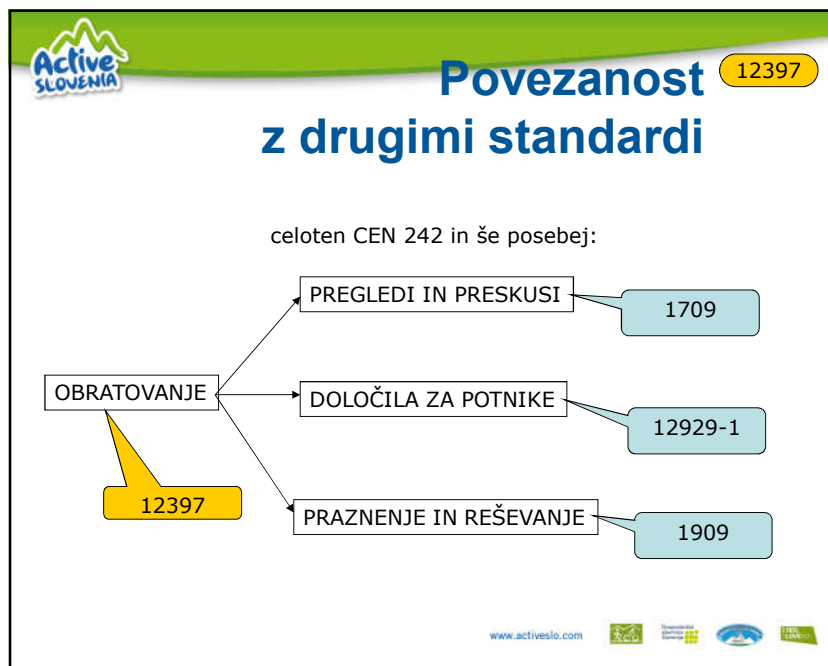 Active
SLOVENIA
Povezanost
12397
z drugimi standardi
celoten CEN 242 in še posebej:
PREGLEDI IN PRESKUSI
1709
OBRATOVANJE
DOLOČILA ZA POTNIKE
12929-1
12397
PRAZNENJE IN REŠEVANJE
1909
www.activeslo.com